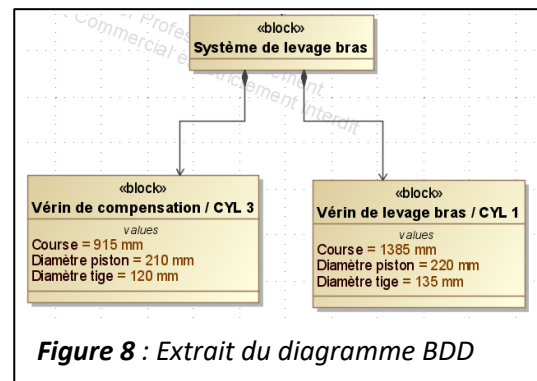 «block»
Système de levage bras
Commercial
interdit
«block»
Vérin de compensation / CYL 3
values
Course = 915 mm
Diamètre piston = 210 mm
Diamètre tige = 120 mm
«block»
Vérin de levage bras / CYL 1
values
Course = 1385 mm
Diamètre piston = 220 mm
Diamètre tige = 135 mm
Figure 8 : Extrait du diagramme BDD